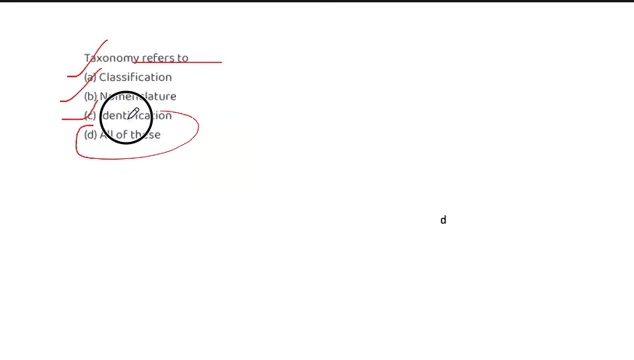 Taxonomy refers to
(a) Classification
(b) Nomenclature
(c) Identification
(d) All of these
d